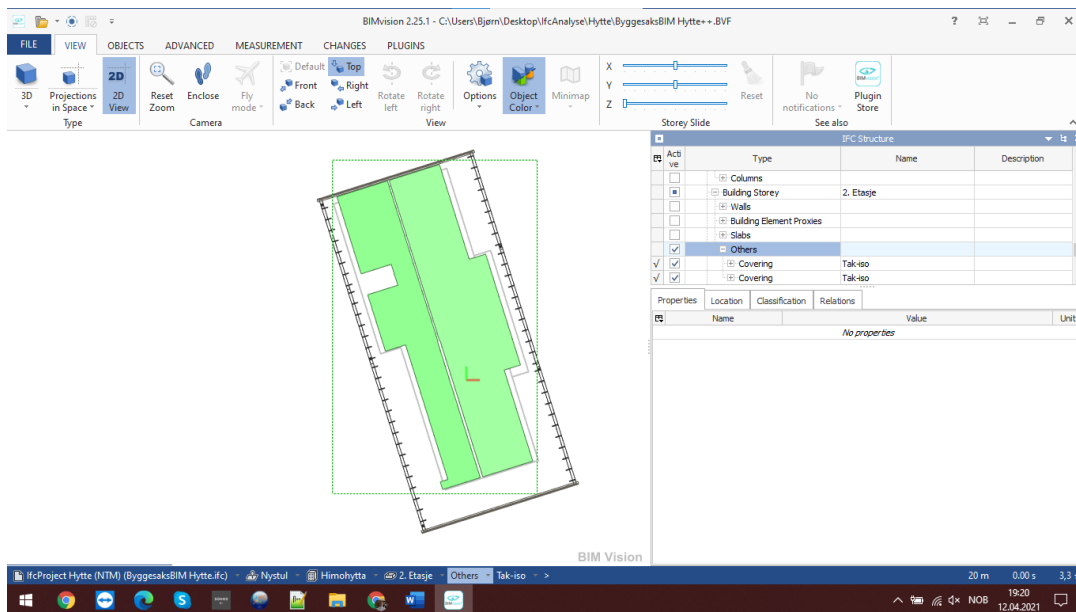 BIMvision 2.25.1 - C:\Users\Bjørn\Desktop\IfcAnalyse\Hytte\ByggesaksBIM Hytte++.BVF
FILE VIEW OBJECTS ADVANCED MEASUREMENT CHANGES PLUGINS
Default Top X
2D Front Right Y
3D Projections in Space 2D View Reset Zoom Enclose Fly mode Back Left Rotate left Rotate right Options Object Color Minimap Z Reset No notifications Plugin Store
Type Camera View Storey Slide See also
IFC Structure
Active Type Name Description
Columns
Building Storey 2. Etasje
Walls
Building Element Proxies
Slabs
Others
Covering Tak-iso
Covering Tak-iso
Properties Location Classification Relations
Name Value Unit
No properties
BIM Vision
IfcProject Hytte (NTM) (ByggesaksBIM Hytte.ifc) Nystul Himohytta 2. Etasje Others Tak-iso > 20 m 0.00 s 3,3
NOB 19:20
12.04.2021